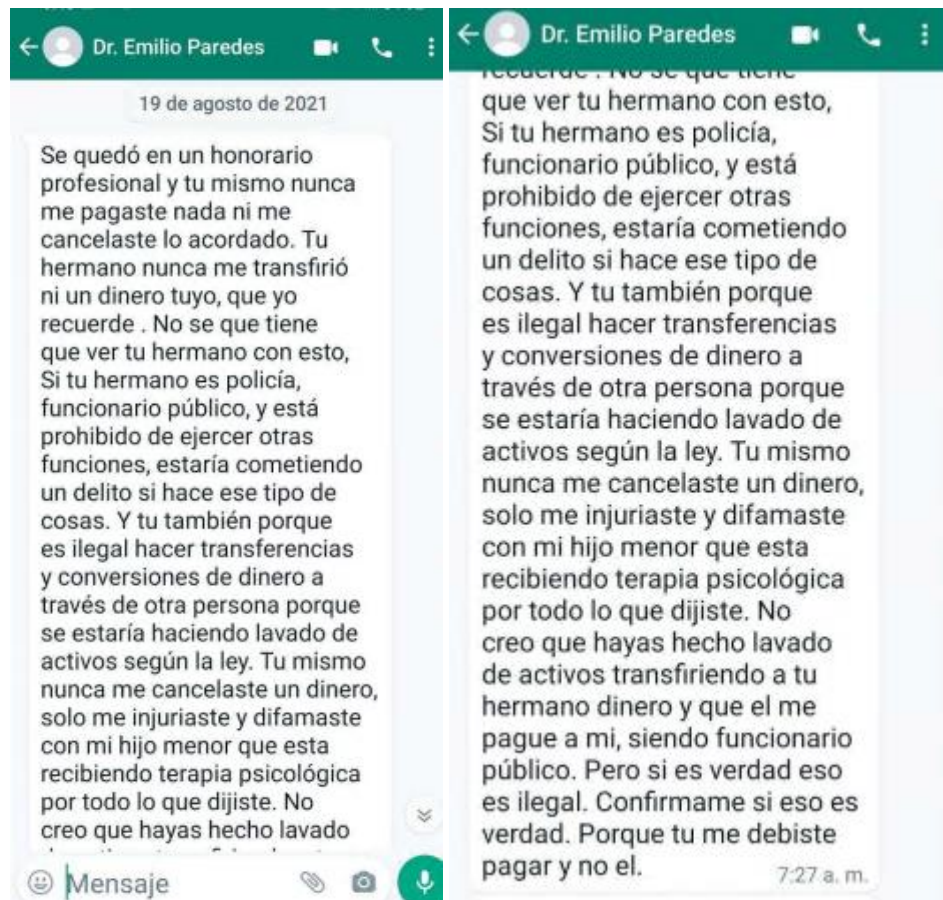 Dr. Emilio Paredes
19 de agosto de 2021
Se quedó en un honorario
profesional y tu mismo nunca
me pagaste nada ni me
cancelaste lo acordado. Tu
hermano nunca me transfirió
ni un dinero tuyo, que yo
recuerde . No se que tiene
que ver tu hermano con esto,
Si tu hermano es policía,
funcionario público, y está
prohibido de ejercer otras
funciones, estaría cometiendo
un delito si hace ese tipo de
cosas. Y tu también porque
es ilegal hacer transferencias
y conversiones de dinero a
través de otra persona porque
se estaría haciendo lavado de
activos según la ley. Tu mismo
nunca me cancelaste un dinero,
solo me injuriaste y difamaste
con mi hijo menor que esta
recibiendo terapia psicológica
por todo lo que dijiste. No
creo que hayas hecho lavado
Mensaje
Dr. Emilio Paredes
recuerde . No se que tiene
que ver tu hermano con esto,
Si tu hermano es policía,
funcionario público, y está
prohibido de ejercer otras
funciones, estaría cometiendo
un delito si hace ese tipo de
cosas. Y tu también porque
es ilegal hacer transferencias
y conversiones de dinero a
través de otra persona porque
se estaría haciendo lavado de
activos según la ley. Tu mismo
nunca me cancelaste un dinero,
solo me injuriaste y difamaste
con mi hijo menor que esta
recibiendo terapia psicológica
por todo lo que dijiste. No
creo que hayas hecho lavado
de activos transfiriendo a tu
hermano dinero y que el me
pague a mi, siendo funcionario
público. Pero si es verdad eso
es ilegal. Confirmame si eso es
verdad. Porque tu me debiste
pagar y no el.
7:27 a. m.